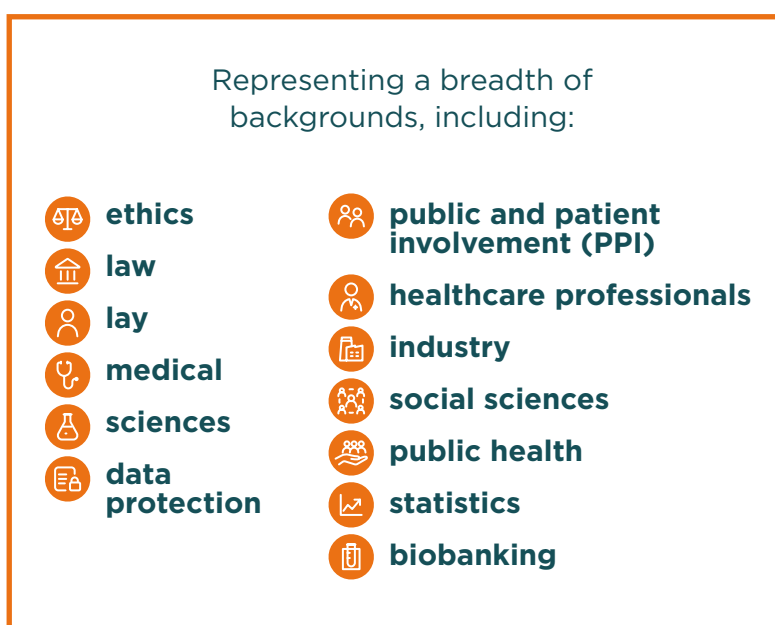 Representing a breadth of
backgrounds, including:
ethics
law
lay
medical
sciences
data
protection
public and patient
involvement (PPI)
healthcare professionals
industry
social sciences
public health
statistics
biobanking